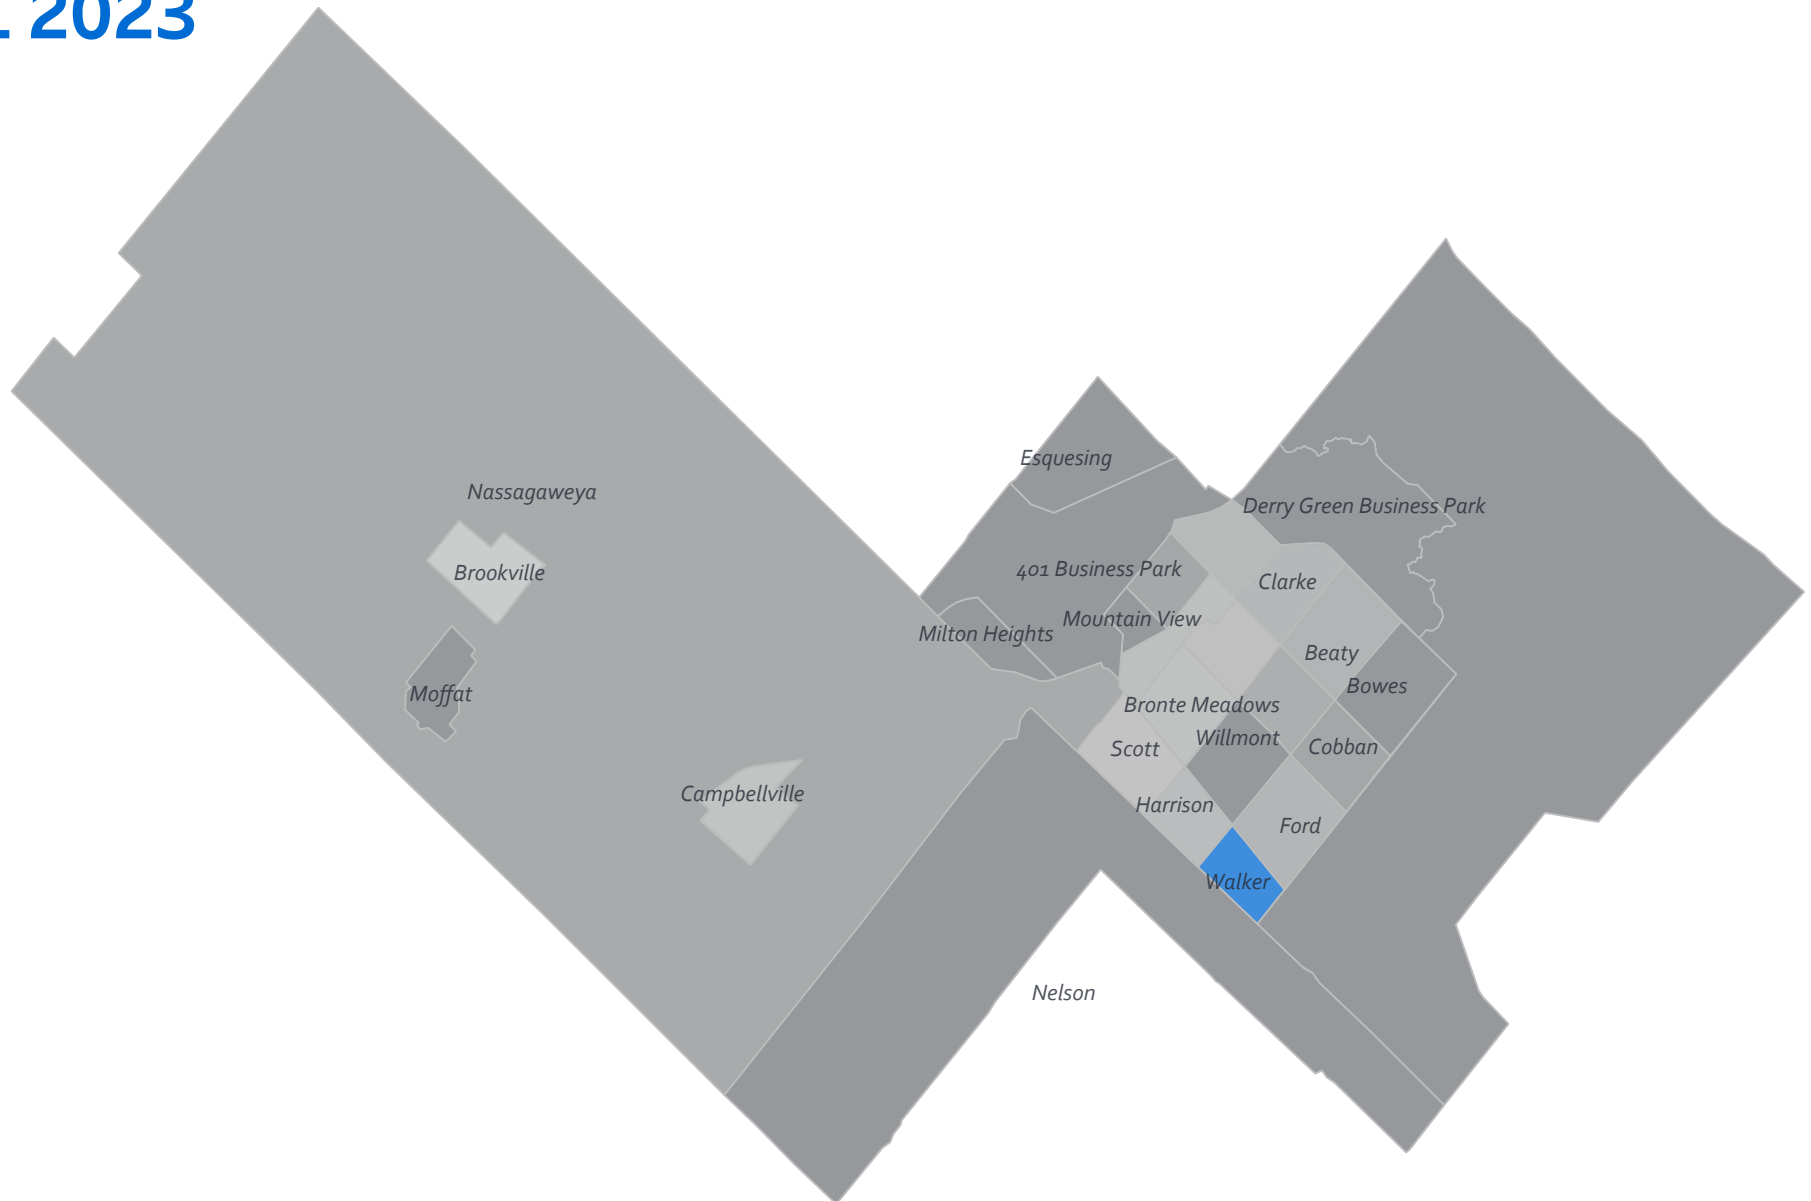 2023
Esquesing
Nassagaweya
Derry Green Business Park
Brookville
401 Business Park
Clarke
Mountain View
Milton Heights
Beaty
Bowes
Moffat
Bronte Meadows
Willmont
Scott
Cobban
Campbellville
Harrison
Ford
Walker
Nelson